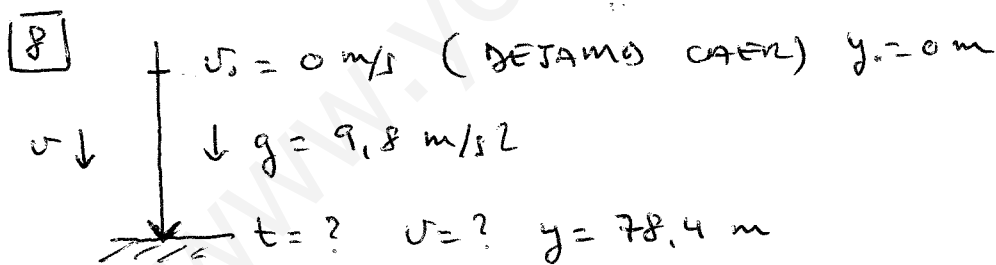 8 v₀ = 0 m/s (DEJAMOS CAER) y₀ = 0 m
v ↓ ↓ g = 9,8 m/s2
t = ? v = ? y = 78,4 m